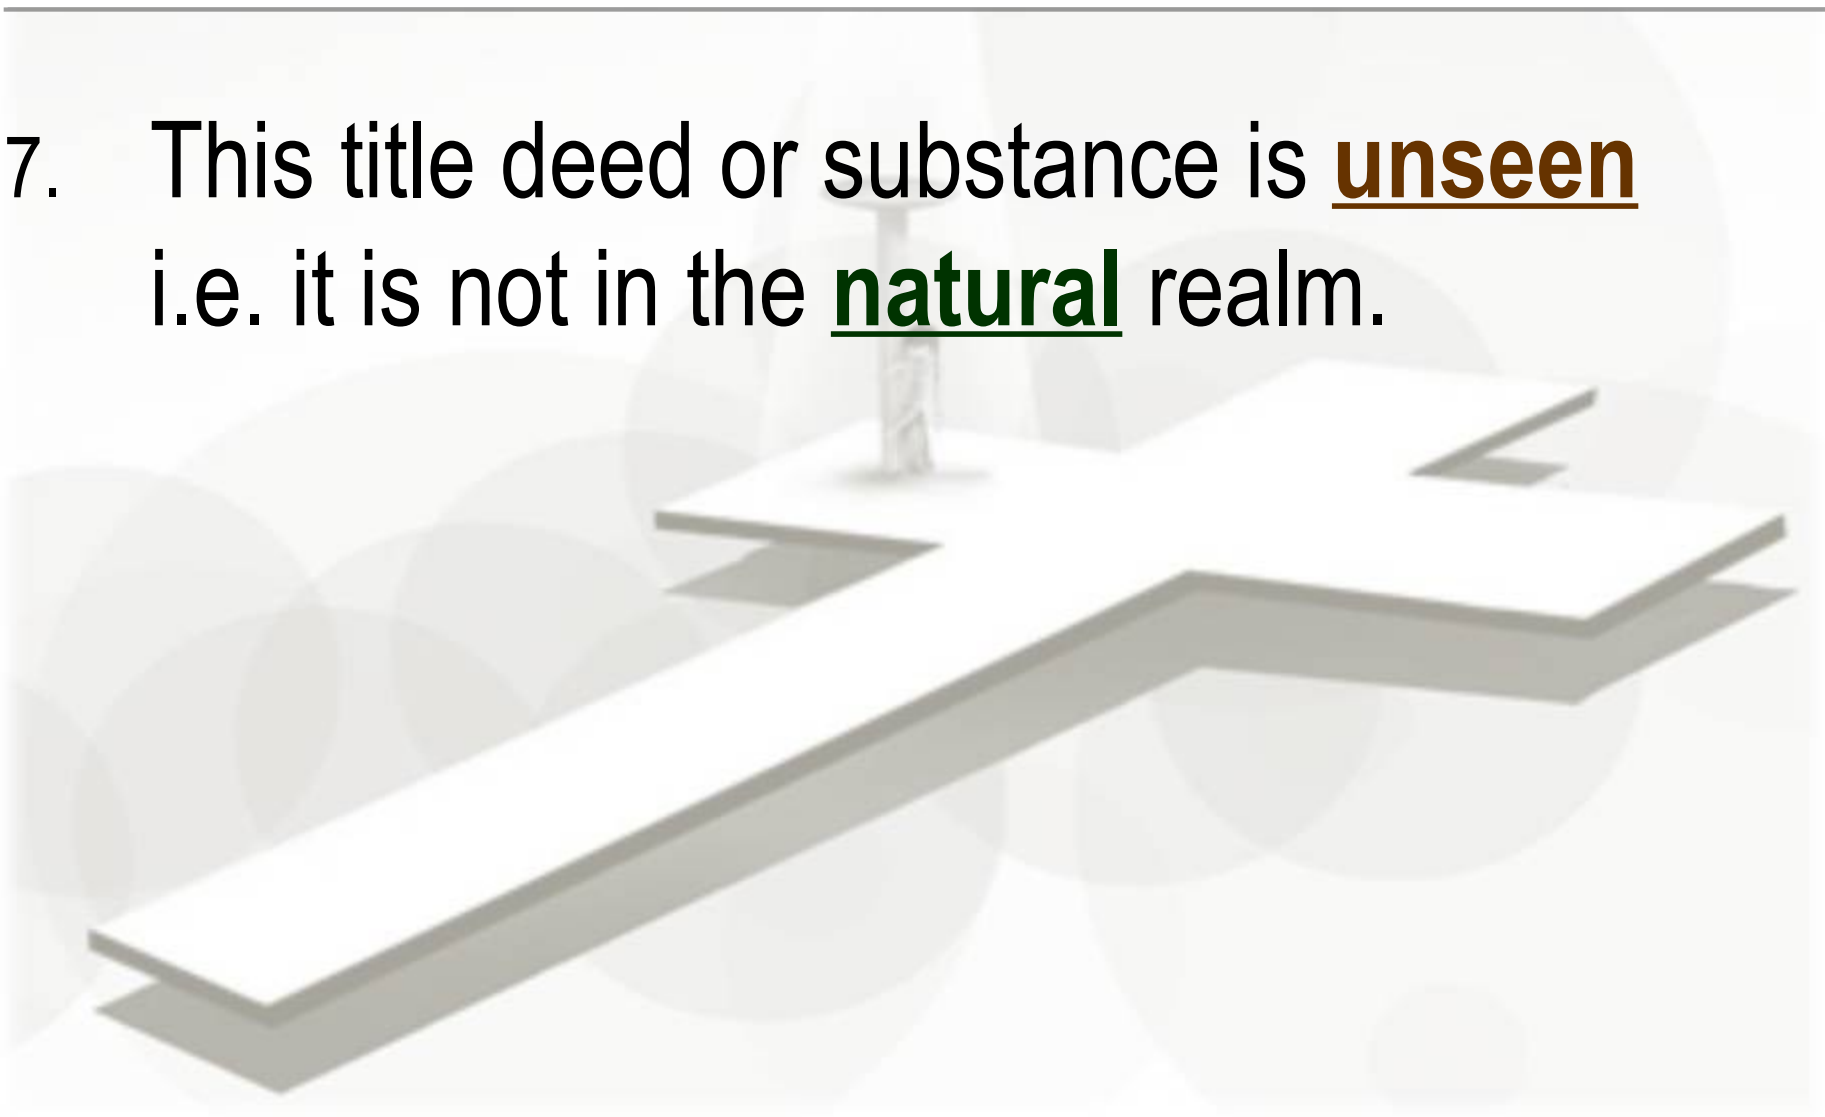 7. This title deed or substance is unseen
i.e. it is not in the natural realm.